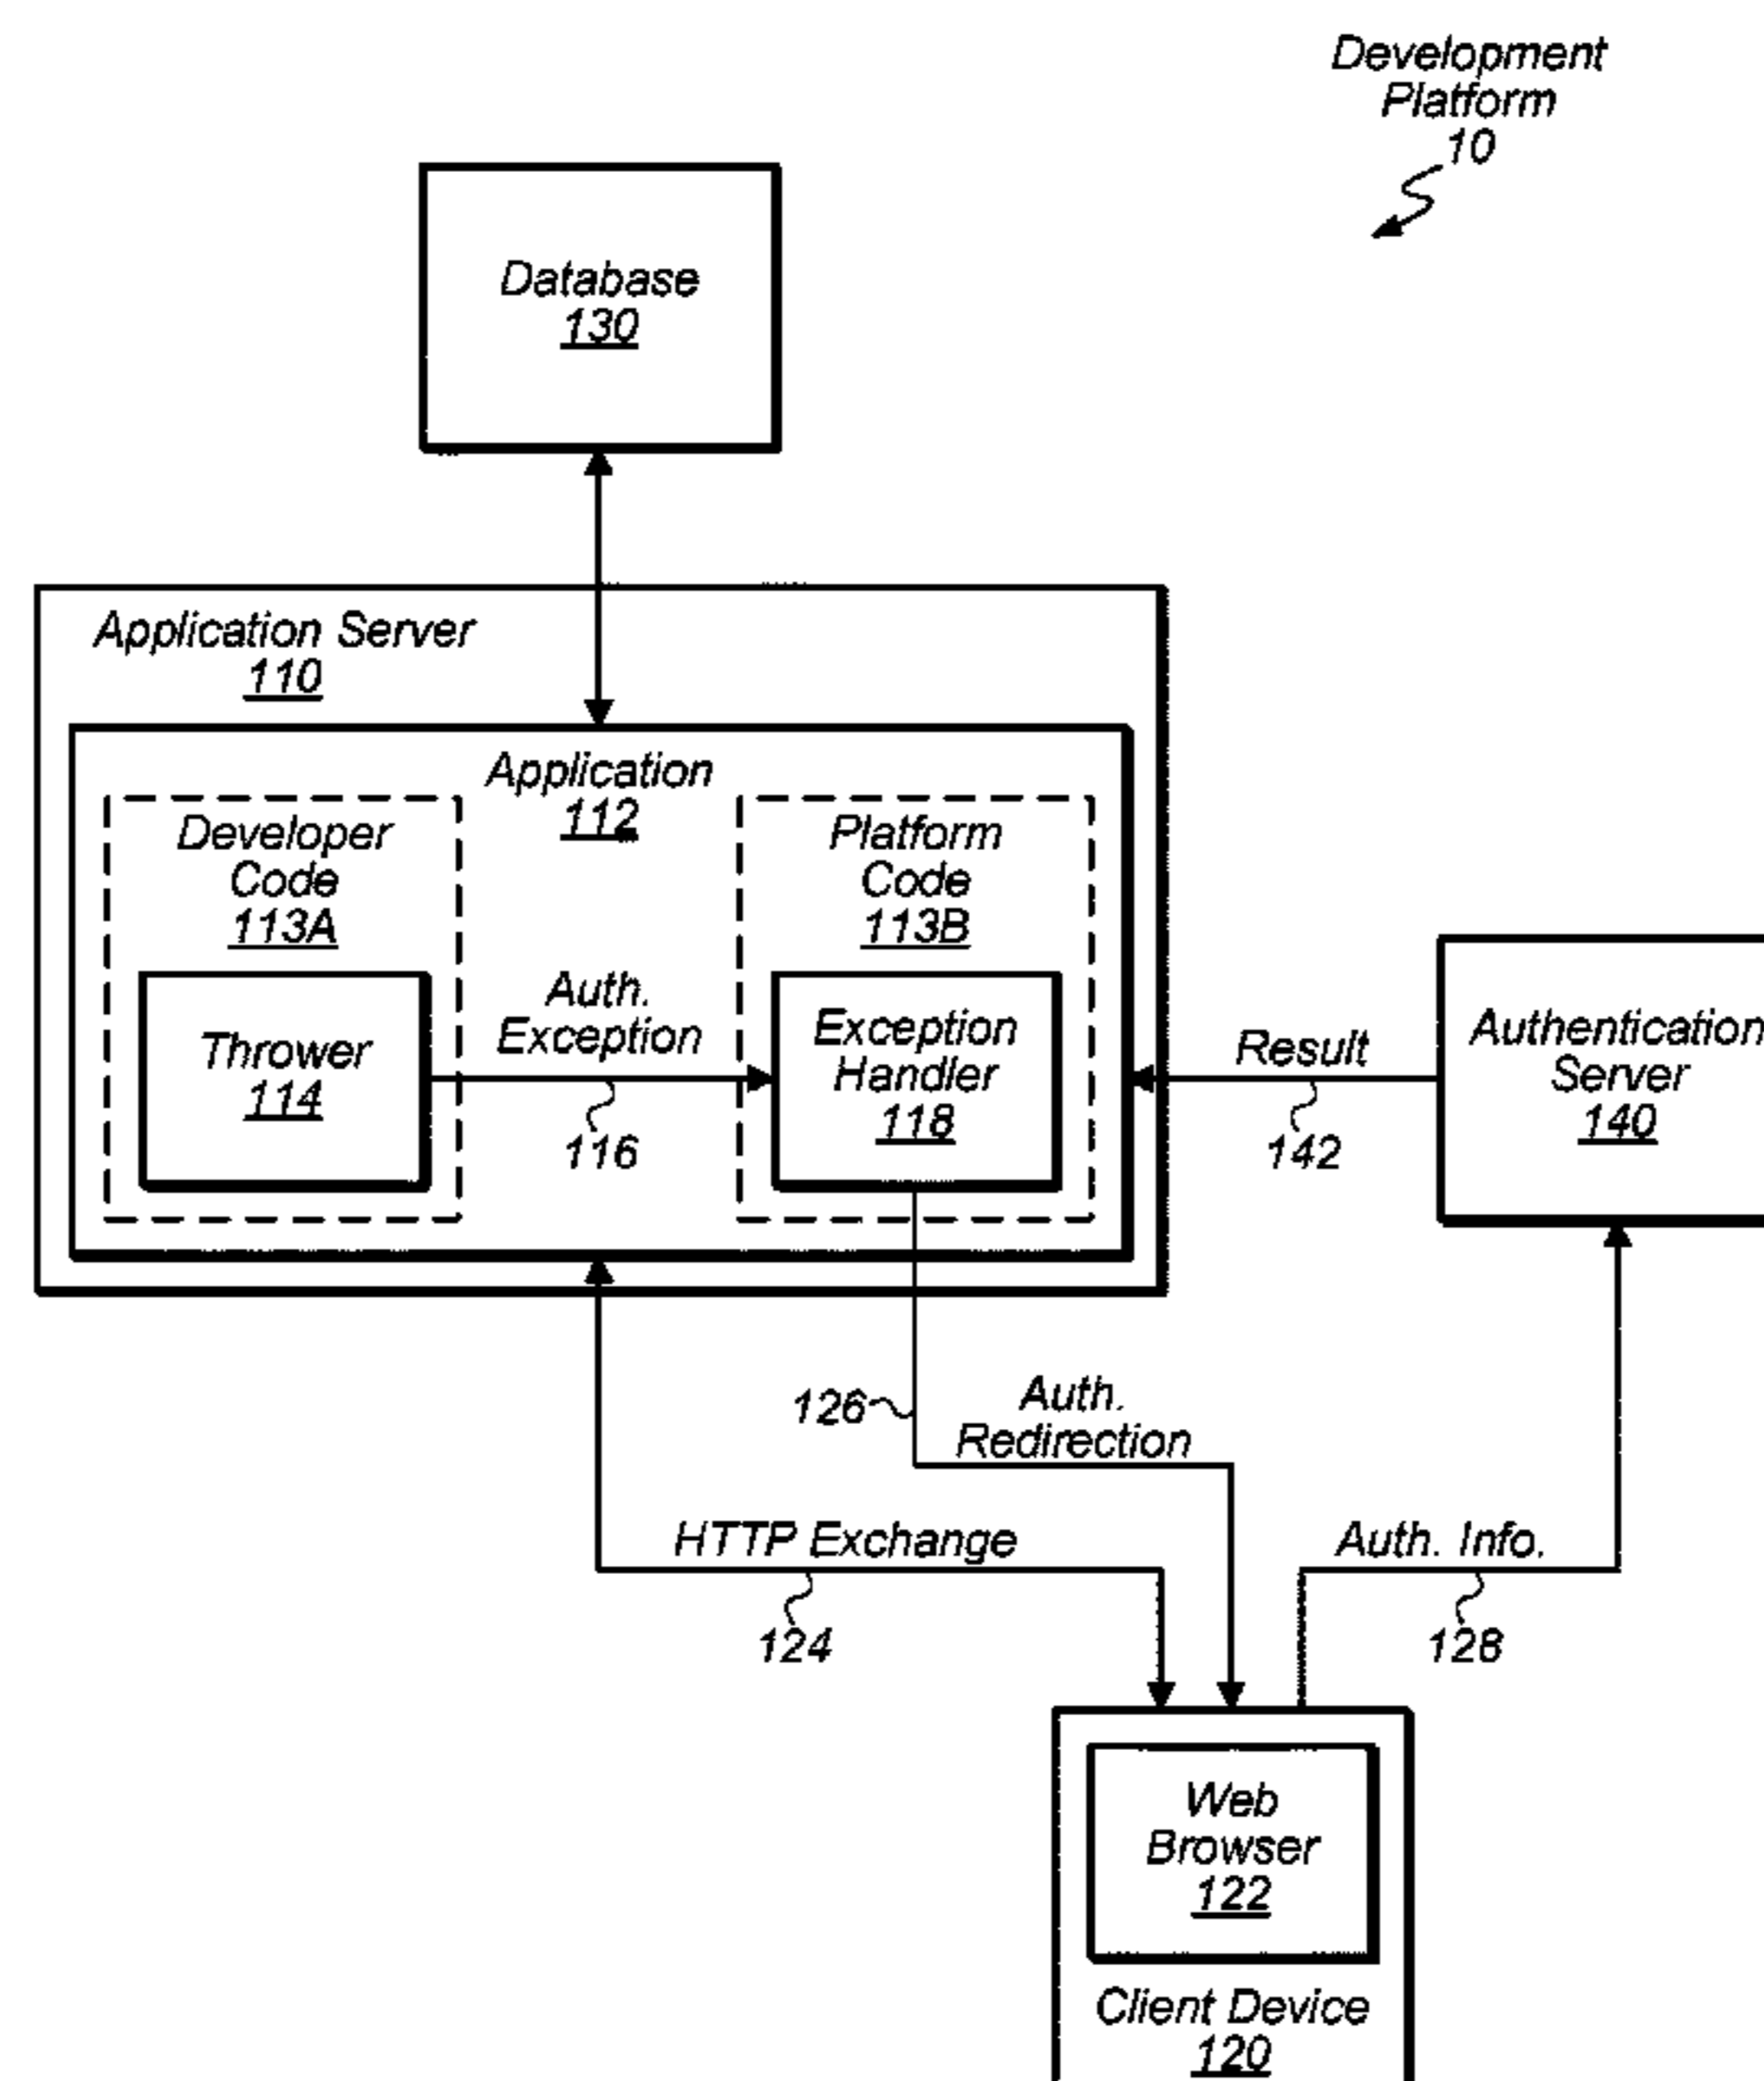 Development
Platform
10
Database
130
Application Server
110
Application
112
Developer
Code
113A
Platform
Code
113B
Thrower
114
Auth.
Exception
116
Exception
Handler
118
Result
142
Authentication
Server
140
126
Auth.
Redirection
HTTP Exchange
124
Auth. Info.
128
Web
Browser
122
Client Device
120